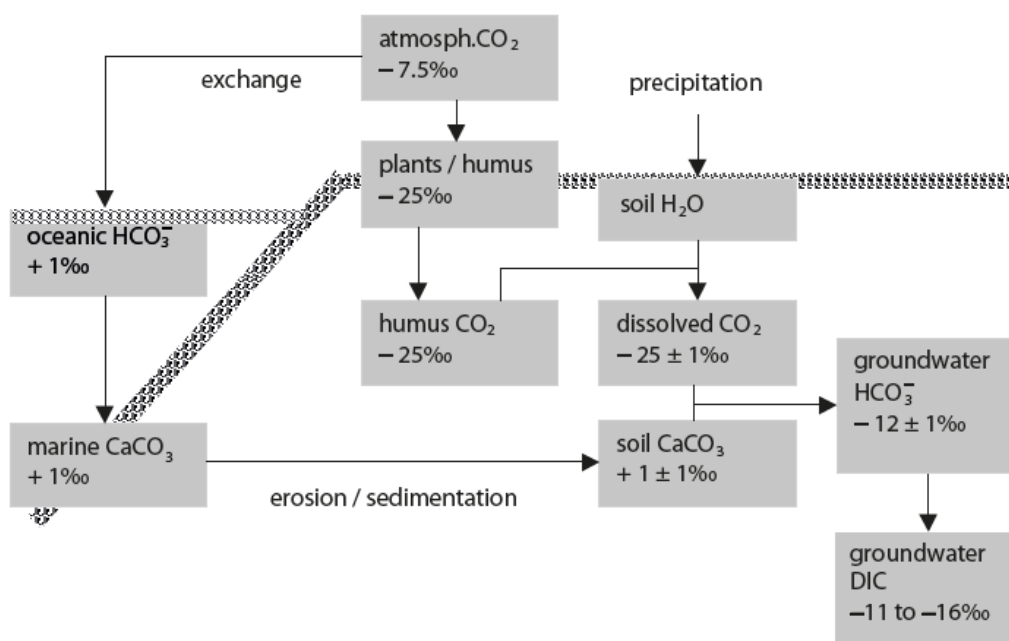 atmosph.CO₂
– 7.5‰
exchange
precipitation
plants / humus
– 25‰
soil H₂O
oceanic HCO₃⁻
+ 1‰
humus CO₂
– 25‰
dissolved CO₂
– 25 ± 1‰
groundwater
HCO₃⁻
– 12 ± 1‰
marine CaCO₃
+ 1‰
soil CaCO₃
+ 1 ± 1‰
erosion / sedimentation
groundwater
DIC
–11 to –16‰